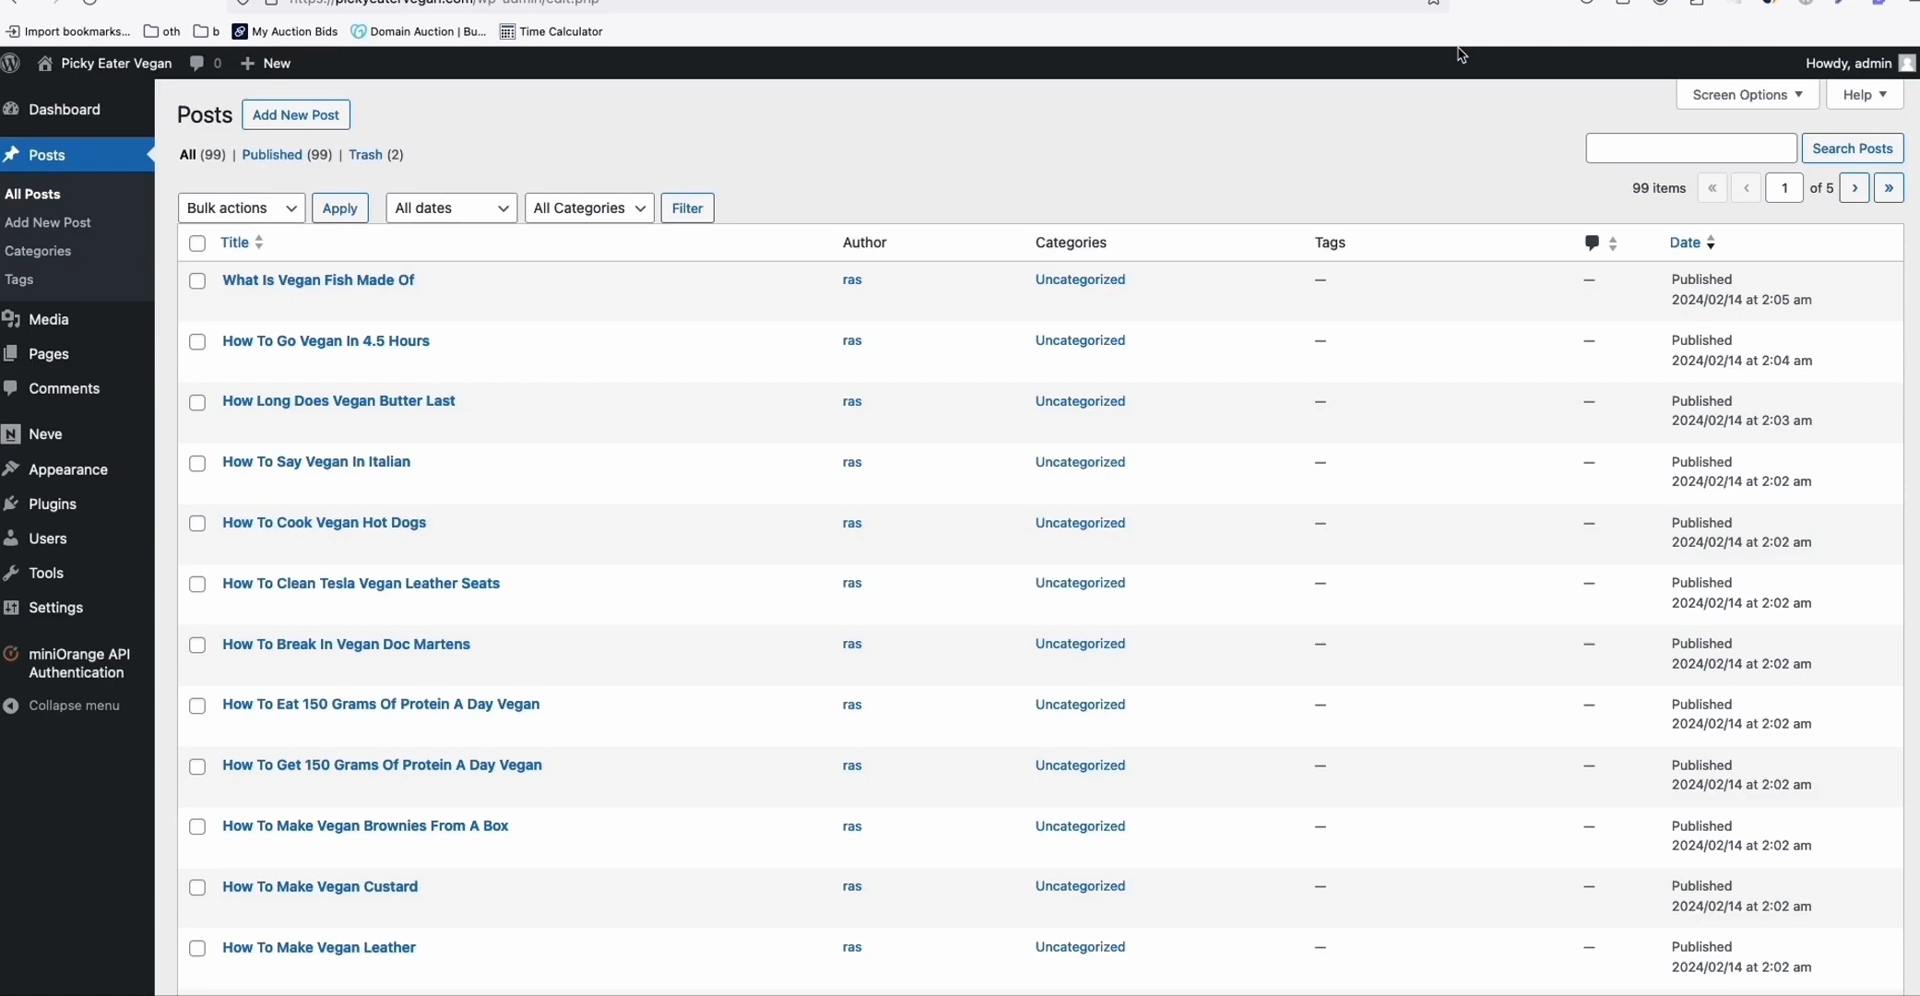 https://pickyeatervegan.com/wp-admin/edit.php
Import bookmarks... oth b My Auction Bids Domain Auction | Bu... Time Calculator
Picky Eater Vegan 0 + New Howdy, admin
Screen Options Help
Dashboard
Posts
All Posts
Add New Post
Categories
Tags
Media
Pages
Comments
Neve
Appearance
Plugins
Users
Tools
Settings
miniOrange API
Authentication
Collapse menu
Posts Add New Post
All (99) | Published (99) | Trash (2)
Search Posts
99 items « ‹ 1 of 5 › »
Bulk actions Apply All dates All Categories Filter
Title Author Categories Tags Date
What Is Vegan Fish Made Of ras Uncategorized — — Published
2024/02/14 at 2:05 am
How To Go Vegan In 4.5 Hours ras Uncategorized — — Published
2024/02/14 at 2:04 am
How Long Does Vegan Butter Last ras Uncategorized — — Published
2024/02/14 at 2:03 am
How To Say Vegan In Italian ras Uncategorized — — Published
2024/02/14 at 2:02 am
How To Cook Vegan Hot Dogs ras Uncategorized — — Published
2024/02/14 at 2:02 am
How To Clean Tesla Vegan Leather Seats ras Uncategorized — — Published
2024/02/14 at 2:02 am
How To Break In Vegan Doc Martens ras Uncategorized — — Published
2024/02/14 at 2:02 am
How To Eat 150 Grams Of Protein A Day Vegan ras Uncategorized — — Published
2024/02/14 at 2:02 am
How To Get 150 Grams Of Protein A Day Vegan ras Uncategorized — — Published
2024/02/14 at 2:02 am
How To Make Vegan Brownies From A Box ras Uncategorized — — Published
2024/02/14 at 2:02 am
How To Make Vegan Custard ras Uncategorized — — Published
2024/02/14 at 2:02 am
How To Make Vegan Leather ras Uncategorized — — Published
2024/02/14 at 2:02 am